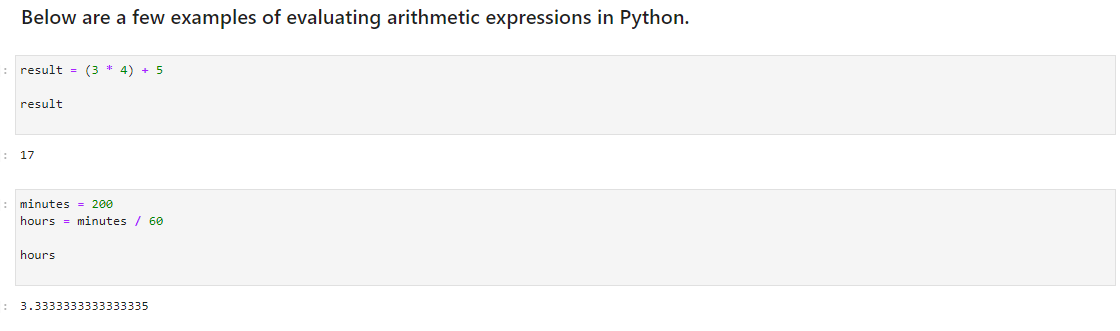 Below are a few examples of evaluating arithmetic expressions in Python.
: result = (3 * 4) + 5
result
: 17
: minutes = 200
hours = minutes / 60
hours
: 3.3333333333333335